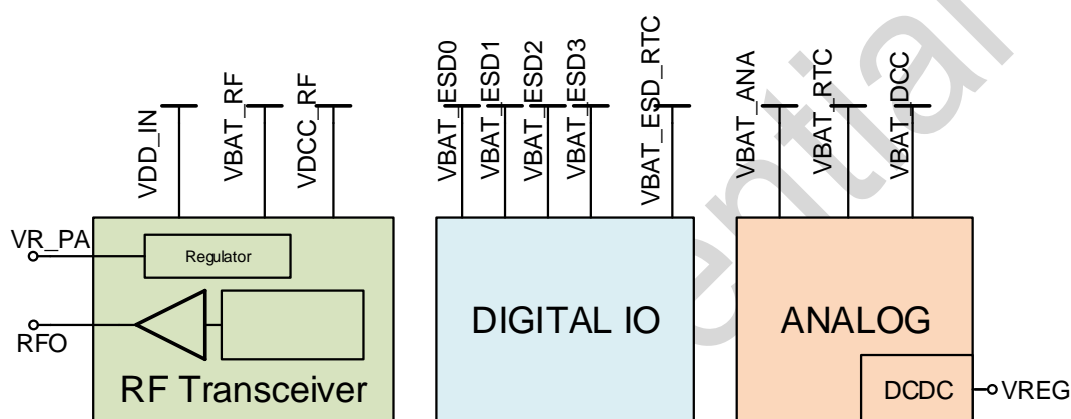 VDD_IN
VBAT_RF
VDCC_RF
VBAT_ESD0
VBAT_ESD1
VBAT_ESD2
VBAT_ESD3
VBAT_ESD_RTC
VBAT_ANA
VBAT_RTC
VBAT_DCC
VR_PA
Regulator
RFO
RF Transceiver
DIGITAL IO
ANALOG
DCDC
VREG
ential